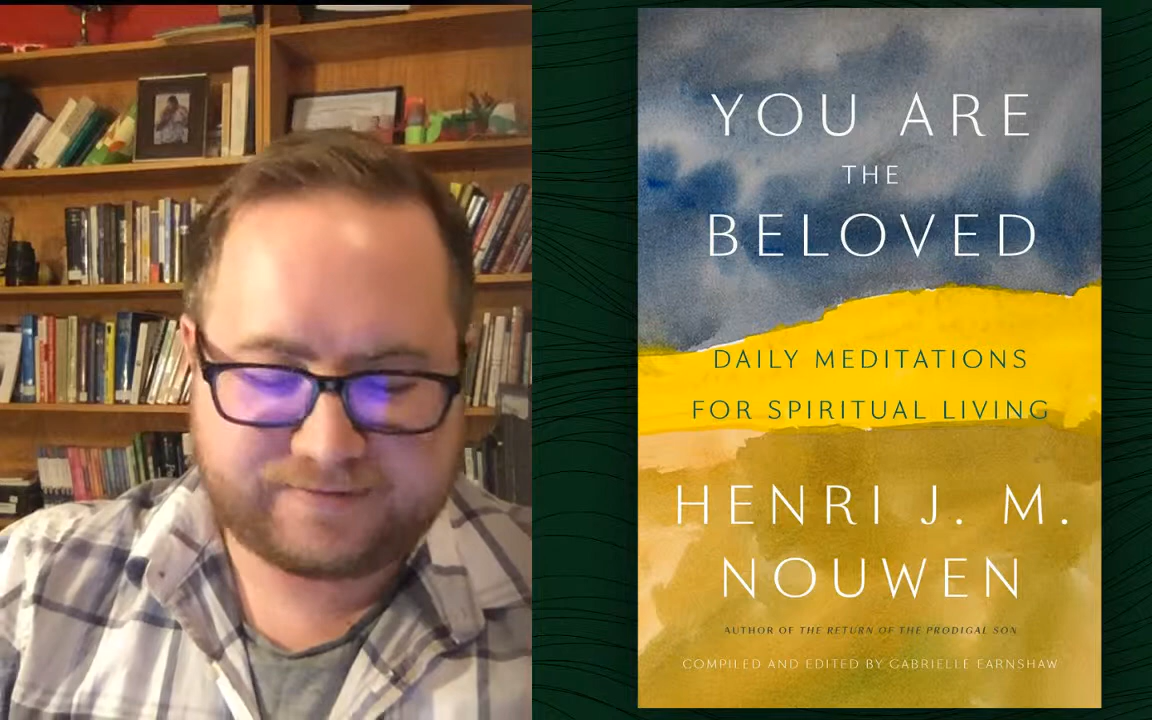 YOU ARE
THE
BELOVED
DAILY MEDITATIONS
FOR SPIRITUAL LIVING
HENRI J. M.
NOUWEN
AUTHOR OF THE RETURN OF THE PRODIGAL SON
COMPILED AND EDITED BY GABRIELLE EARNSHAW